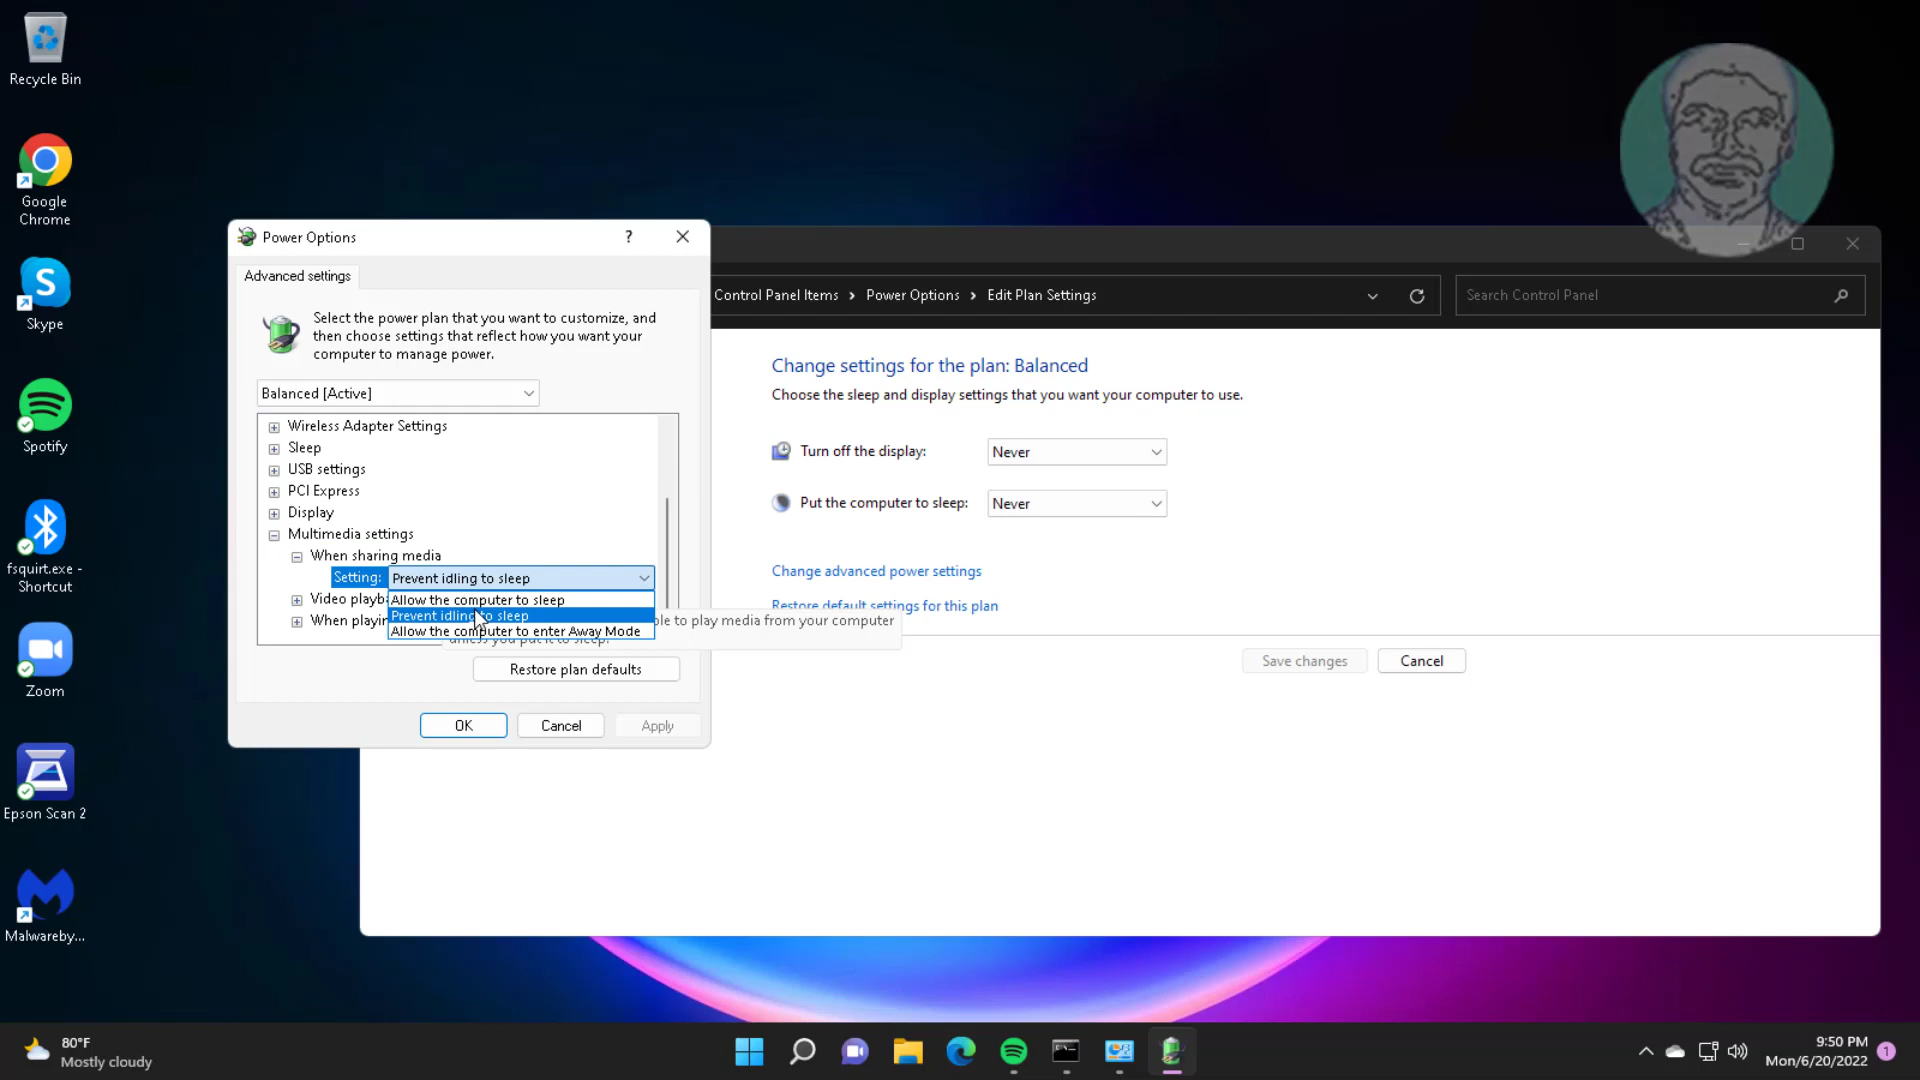 Recycle Bin
Google
Chrome
Skype
Spotify
fsquirt.exe -
Shortcut
Zoom
Epson Scan 2
Malwareby...
Power Options
?
Advanced settings
Select the power plan that you want to customize, and
then choose settings that reflect how you want your
computer to manage power.
Balanced [Active]
Wireless Adapter Settings
Sleep
USB settings
PCI Express
Display
Multimedia settings
When sharing media
Setting: Prevent idling to sleep
Allow the computer to sleep
Prevent idling to sleep
Allow the computer to enter Away Mode
Video playb
When playin
to play media from your computer
unless you put it to sleep.
Restore plan defaults
OK
Cancel
Apply
Control Panel Items > Power Options > Edit Plan Settings
Search Control Panel
Change settings for the plan: Balanced
Choose the sleep and display settings that you want your computer to use.
Turn off the display: Never
Put the computer to sleep: Never
Change advanced power settings
Restore default settings for this plan
Save changes
Cancel
80°F
Mostly cloudy
9:50 PM
Mon/6/20/2022
1